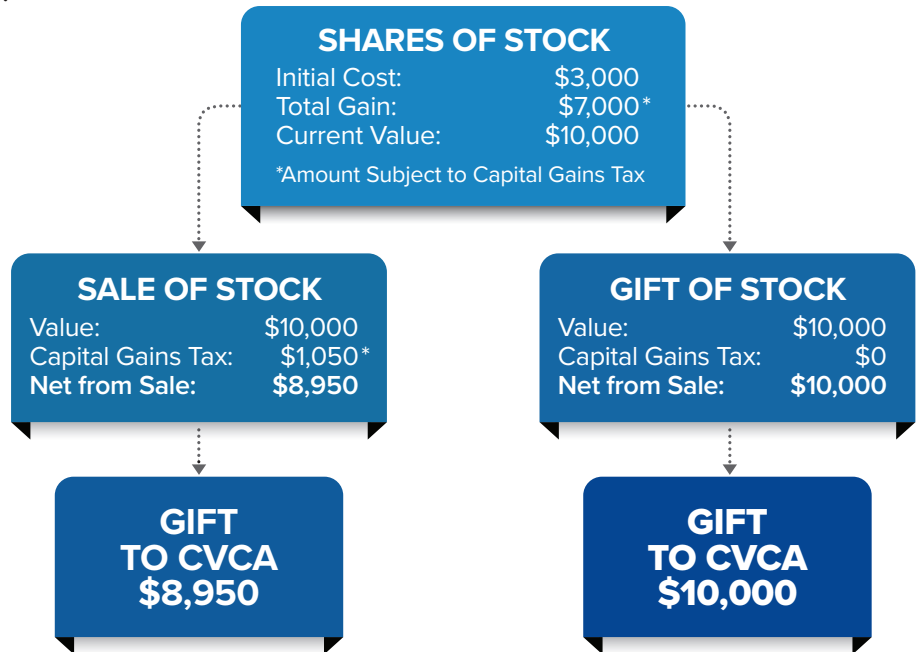 SHARES OF STOCK
Initial Cost: $3,000
Total Gain: $7,000*
Current Value: $10,000
*Amount Subject to Capital Gains Tax
SALE OF STOCK
Value: $10,000
Capital Gains Tax: $1,050*
Net from Sale: $8,950
GIFT OF STOCK
Value: $10,000
Capital Gains Tax: $0
Net from Sale: $10,000
GIFT
TO CVCA
$8,950
GIFT
TO CVCA
$10,000